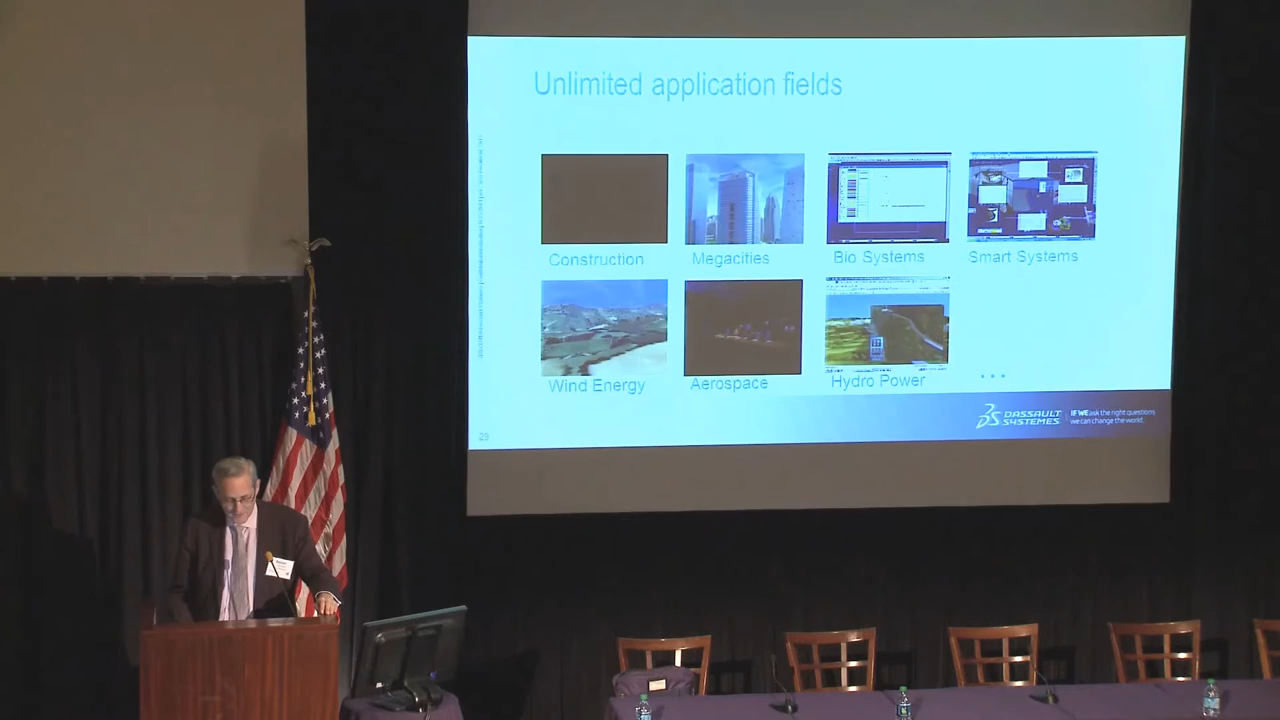 Unlimited application fields
Construction
Megacities
Bio Systems
Smart Systems
Wind Energy
Aerospace
Hydro Power
...
29
DASSAULT
SYSTEMES
IF WE ask the right questions
we can change the world.